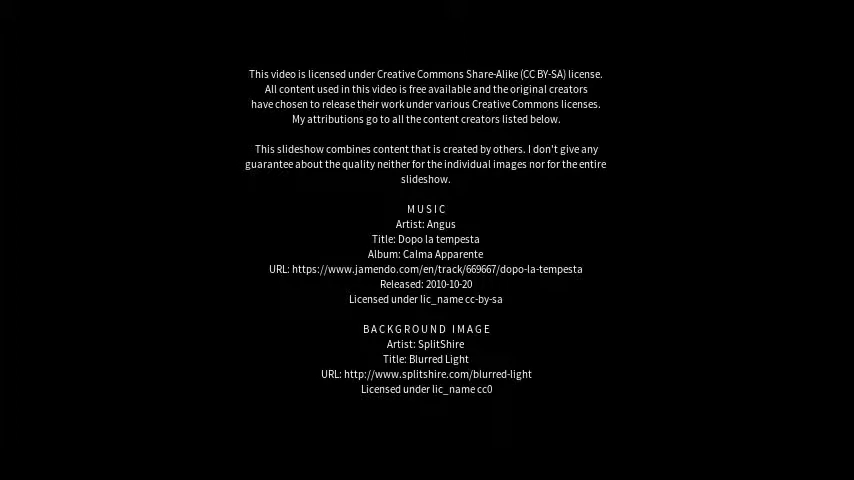 This video is licensed under Creative Commons Share-Alike (CC BY-SA) license.
All content used in this video is free available and the original creators
have chosen to release their work under various Creative Commons licenses.
My attributions go to all the content creators listed below.
This slideshow combines content that is created by others. I don't give any
guarantee about the quality neither for the individual images nor for the entire
slideshow.
MUSIC
Artist: Angus
Title: Dopo la tempesta
Album: Calma Apparente
URL: https://www.jamendo.com/en/track/669667/dopo-la-tempesta
Released: 2010-10-20
Licensed under lic_name cc-by-sa
BACKGROUND IMAGE
Artist: SplitShire
Title: Blurred Light
URL: http://www.splitshire.com/blurred-light
Licensed under lic_name cc0